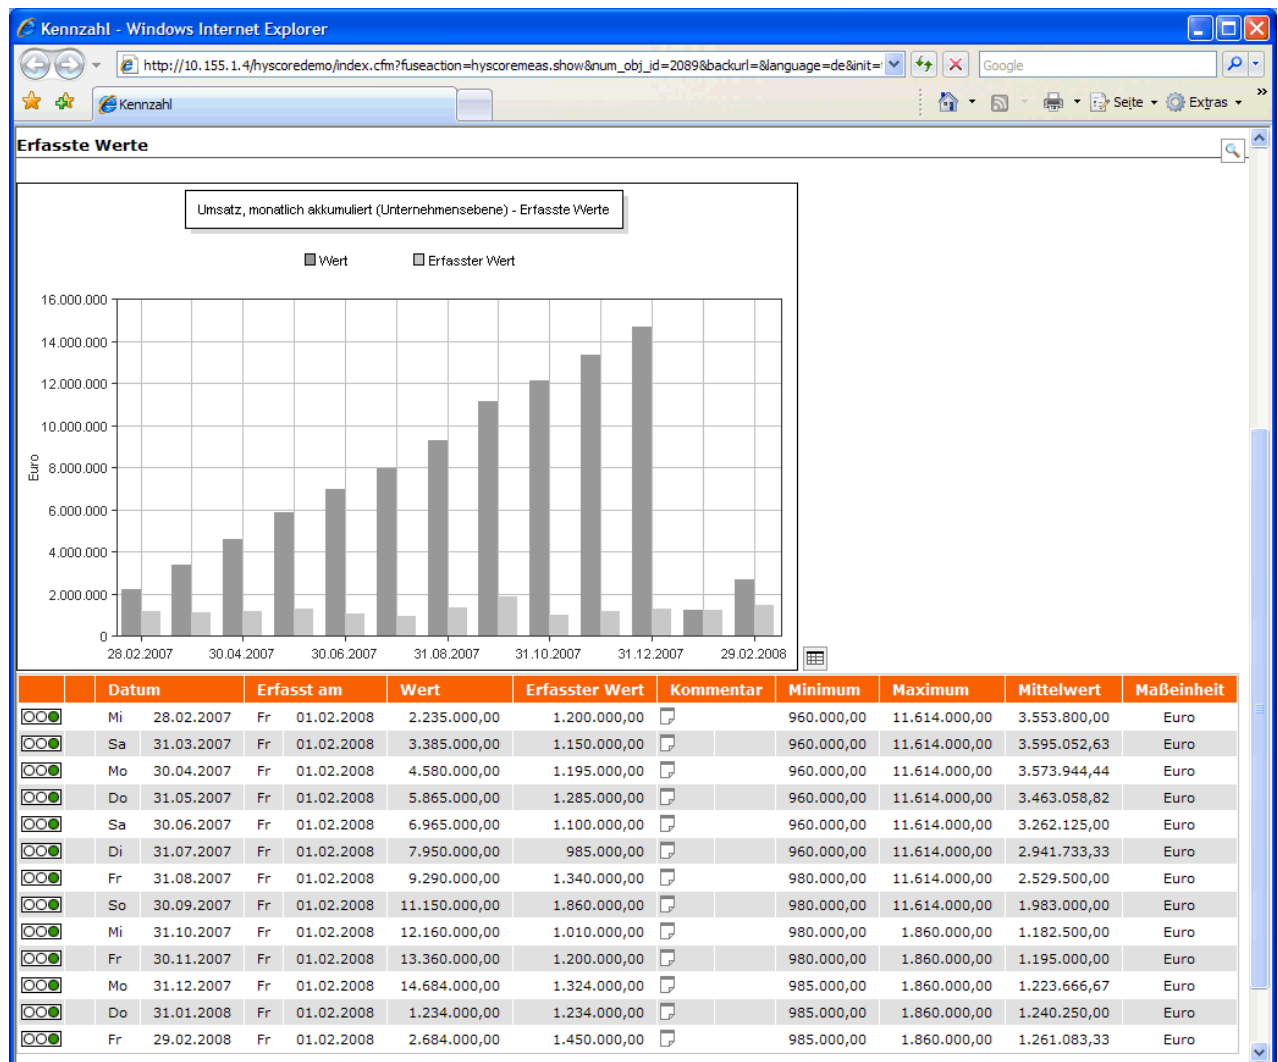 Kennzahl - Windows Internet Explorer
http://10.155.1.4/hyscoredemo/index.cfm?fuseaction=hyscoremeas.show&num_obj_id=2089&backurl=&language=de&init=
Google
Kennzahl
Seite
Extras
»
Erfasste Werte
Umsatz, monatlich akkumuliert (Unternehmensebene) - Erfasste Werte
Wert Erfasster Wert
16.000.000
14.000.000
12.000.000
10.000.000
8.000.000
6.000.000
4.000.000
2.000.000
0
Euro
28.02.2007 30.04.2007 30.06.2007 31.08.2007 31.10.2007 31.12.2007 29.02.2008
Datum Erfasst am Wert Erfasster Wert Kommentar Minimum Maximum Mittelwert Maßeinheit
Mi 28.02.2007 Fr 01.02.2008 2.235.000,00 1.200.000,00 960.000,00 11.614.000,00 3.553.800,00 Euro
Sa 31.03.2007 Fr 01.02.2008 3.385.000,00 1.150.000,00 960.000,00 11.614.000,00 3.595.052,63 Euro
Mo 30.04.2007 Fr 01.02.2008 4.580.000,00 1.195.000,00 960.000,00 11.614.000,00 3.573.944,44 Euro
Do 31.05.2007 Fr 01.02.2008 5.865.000,00 1.285.000,00 960.000,00 11.614.000,00 3.463.058,82 Euro
Sa 30.06.2007 Fr 01.02.2008 6.965.000,00 1.100.000,00 960.000,00 11.614.000,00 3.262.125,00 Euro
Di 31.07.2007 Fr 01.02.2008 7.950.000,00 985.000,00 960.000,00 11.614.000,00 2.941.733,33 Euro
Fr 31.08.2007 Fr 01.02.2008 9.290.000,00 1.340.000,00 980.000,00 11.614.000,00 2.529.500,00 Euro
So 30.09.2007 Fr 01.02.2008 11.150.000,00 1.860.000,00 980.000,00 11.614.000,00 1.983.000,00 Euro
Mi 31.10.2007 Fr 01.02.2008 12.160.000,00 1.010.000,00 980.000,00 1.860.000,00 1.182.500,00 Euro
Fr 30.11.2007 Fr 01.02.2008 13.360.000,00 1.200.000,00 980.000,00 1.860.000,00 1.195.000,00 Euro
Mo 31.12.2007 Fr 01.02.2008 14.684.000,00 1.324.000,00 985.000,00 1.860.000,00 1.223.666,67 Euro
Do 31.01.2008 Fr 01.02.2008 1.234.000,00 1.234.000,00 985.000,00 1.860.000,00 1.240.250,00 Euro
Fr 29.02.2008 Fr 01.02.2008 2.684.000,00 1.450.000,00 985.000,00 1.860.000,00 1.261.083,33 Euro